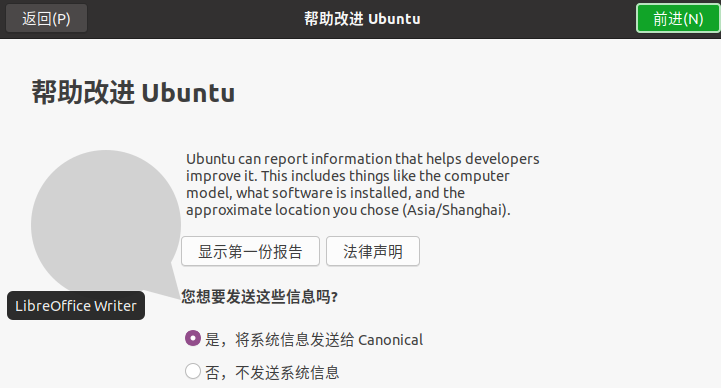 返回(P)
帮助改进 Ubuntu
前进(N)
帮助改进 Ubuntu
Ubuntu can report information that helps developers
improve it. This includes things like the computer
model, what software is installed, and the
approximate location you chose (Asia/Shanghai).
显示第一份报告
法律声明
您想要发送这些信息吗?
LibreOffice Writer
是，将系统信息发送给 Canonical
否，不发送系统信息